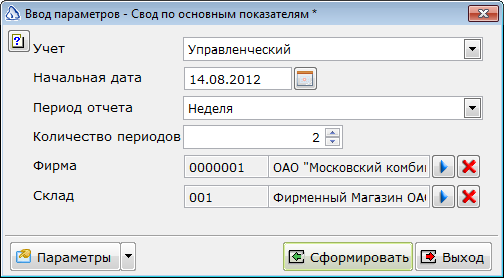 Ввод параметров - Свод по основным показателям *
Учет Управленческий
Начальная дата 14.08.2012
Период отчета Неделя
Количество периодов 2
Фирма 0000001 ОАО "Московский комби
Склад 001 Фирменный Магазин ОАО
Параметры Сформировать Выход